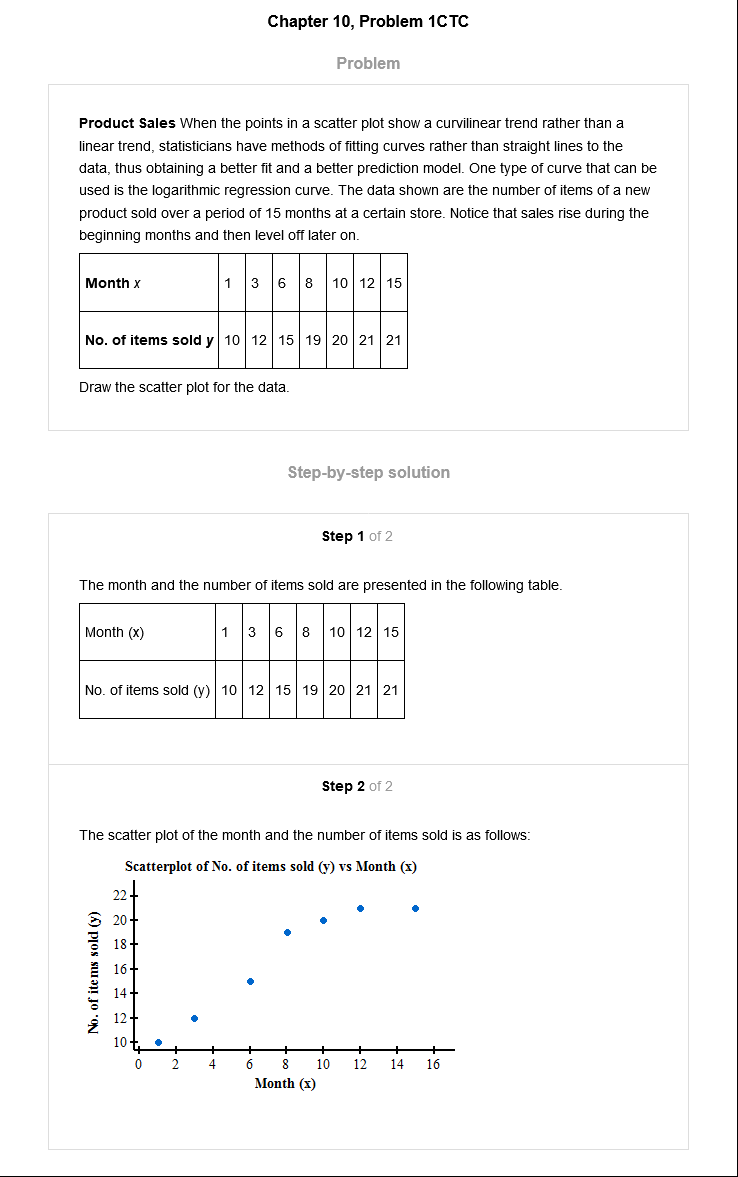 Chapter 10, Problem 1CTC
Problem
Product Sales When the points in a scatter plot show a curvilinear trend rather than a
linear trend, statisticians have methods of fitting curves rather than straight lines to the
data, thus obtaining a better fit and a better prediction model. One type of curve that can be
used is the logarithmic regression curve. The data shown are the number of items of a new
product sold over a period of 15 months at a certain store. Notice that sales rise during the
beginning months and then level off later on.
Month x 1 3 6 8 10 12 15
No. of items sold y 10 12 15 19 20 21 21
Draw the scatter plot for the data.
Step-by-step solution
Step 1 of 2
The month and the number of items sold are presented in the following table.
Month (x) 1 3 6 8 10 12 15
No. of items sold (y) 10 12 15 19 20 21 21
Step 2 of 2
The scatter plot of the month and the number of items sold is as follows:
Scatterplot of No. of items sold (y) vs Month (x)
No. of items sold (y)
22
20
18
16
14
12
10
0 2 4 6 8 10 12 14 16
Month (x)